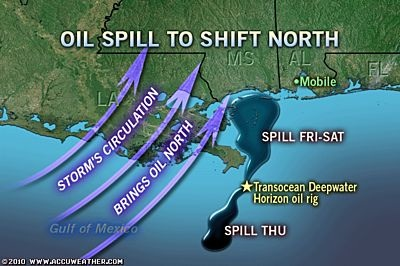 OIL SPILL TO SHIFT NORTH
MS
AL
FL
Mobile
LA
STORM'S CIRCULATION
BRINGS OIL NORTH
SPILL FRI-SAT
Transocean Deepwater
Horizon oil rig
Gulf of Mexico
SPILL THU
©2010 WWW.ACCUWEATHER.COM